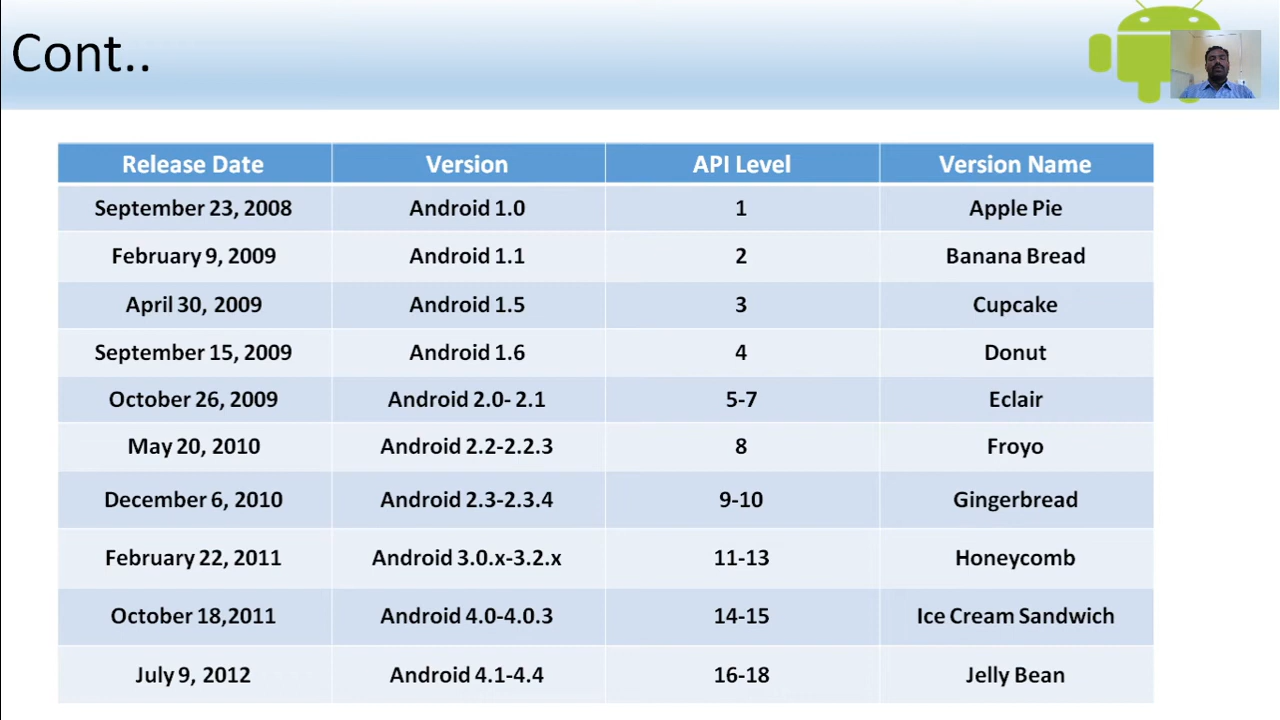 Cont..
Release Date Version API Level Version Name
September 23, 2008 Android 1.0 1 Apple Pie
February 9, 2009 Android 1.1 2 Banana Bread
April 30, 2009 Android 1.5 3 Cupcake
September 15, 2009 Android 1.6 4 Donut
October 26, 2009 Android 2.0- 2.1 5-7 Eclair
May 20, 2010 Android 2.2-2.2.3 8 Froyo
December 6, 2010 Android 2.3-2.3.4 9-10 Gingerbread
February 22, 2011 Android 3.0.x-3.2.x 11-13 Honeycomb
October 18,2011 Android 4.0-4.0.3 14-15 Ice Cream Sandwich
July 9, 2012 Android 4.1-4.4 16-18 Jelly Bean